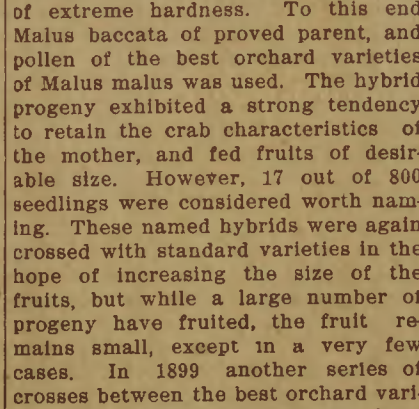 of extreme hardness. To this end
Malus baccata of proved parent, and
pollen of the best orchard varieties
of Malus malus was used. The hybrid
progeny exhibited a strong tendency
to retain the crab characteristics of
the mother, and fed fruits of desir-
able size. However, 17 out of 800
seedlings were considered worth nam-
ing. These named hybrids were again
crossed with standard varieties in the
hope of increasing the size of the
fruits, but while a large number of
progeny have fruited, the fruit re-
mains small, except in a very few
cases. In 1899 another series of
crosses between the best orchard vari-